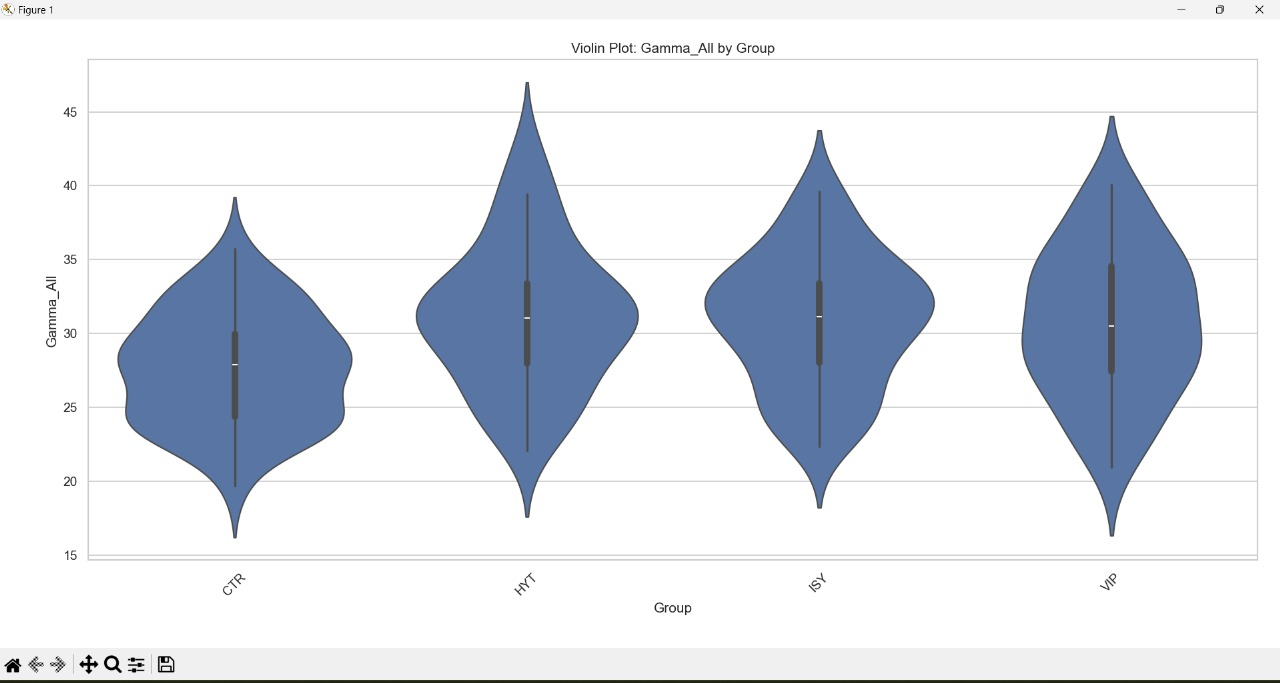 Figure 1
Violin Plot: Gamma_All by Group
45
40
35
30
25
20
15
Gamma_All
CTR
HYT
ISY
VIP
Group